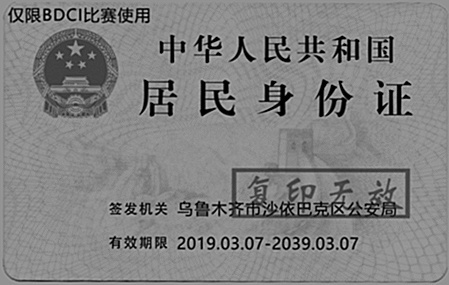 仅限BDCI比赛使用
中华人民共和国
居民身份证
复印无效
签发机关 乌鲁木齐市沙依巴克区公安局
有效期限 2019.03.07-2039.03.07